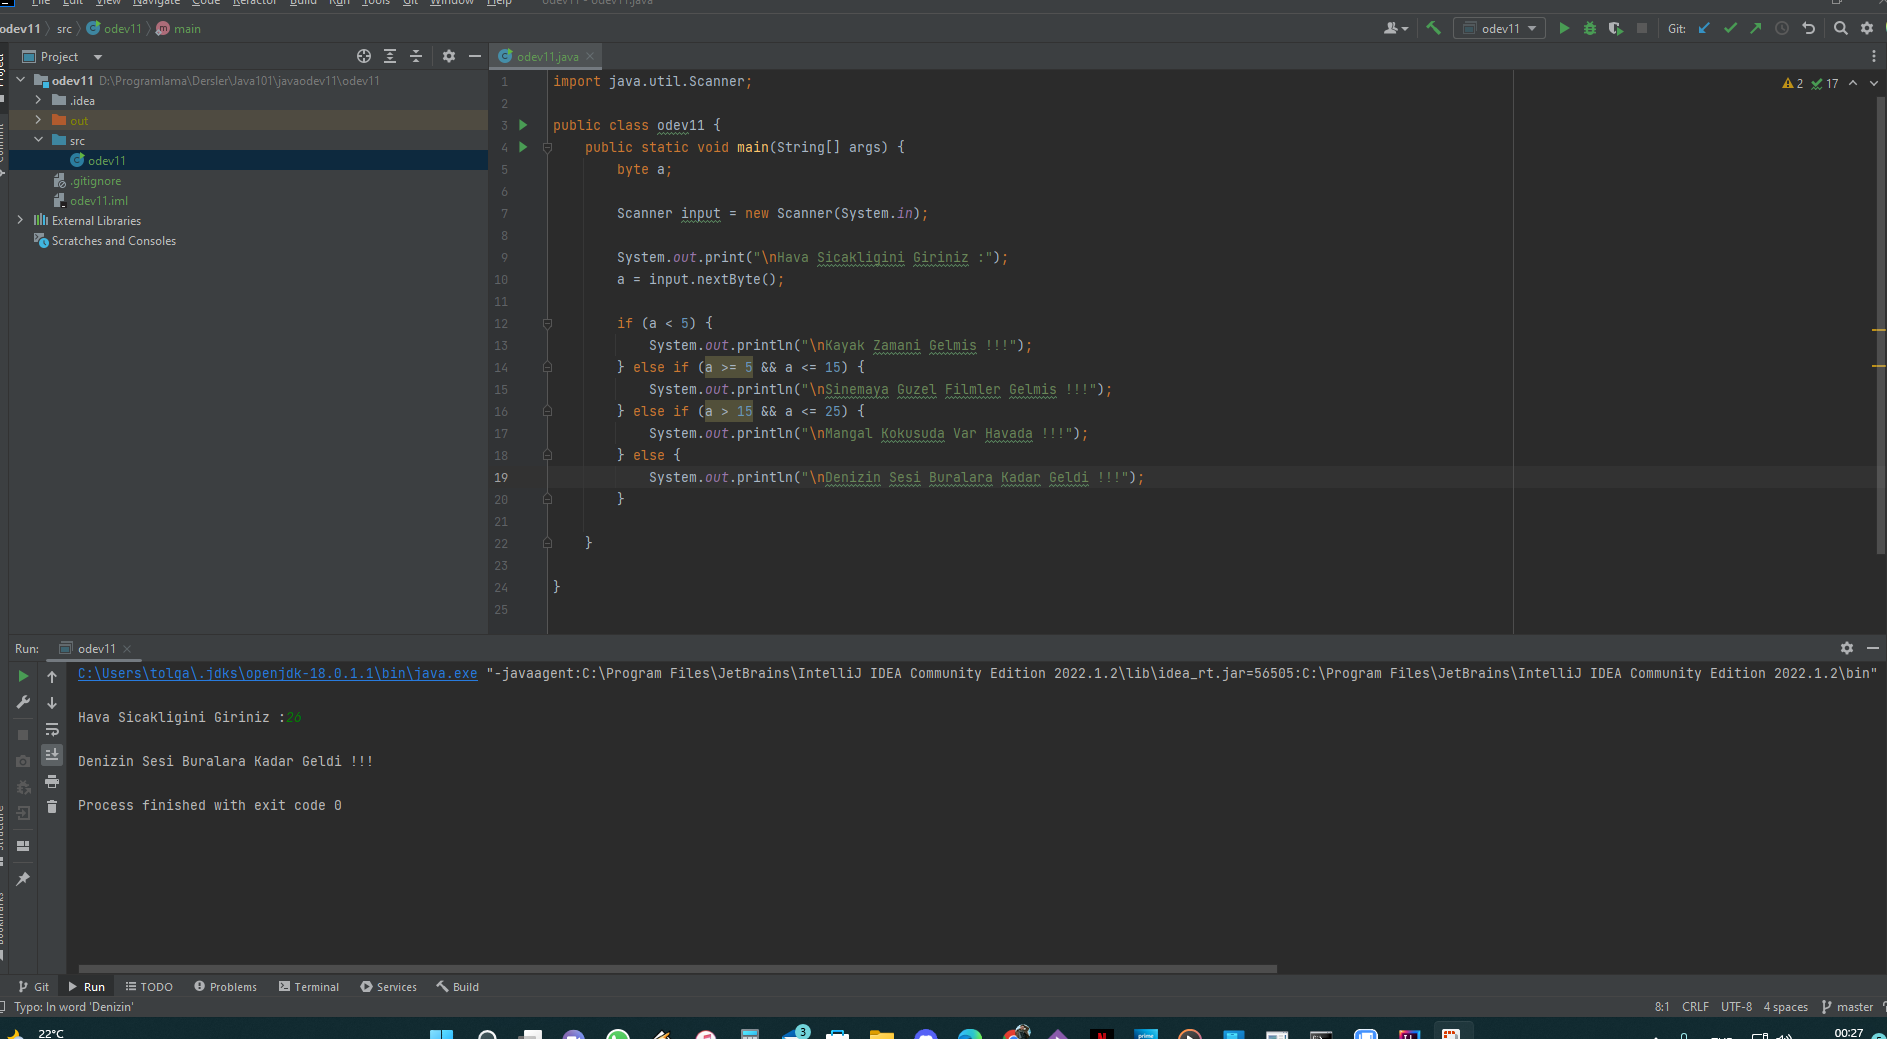 File Edit View Navigate Code Refactor Build Run Tools Git Window Help odev11 - odev11.java
odev11 src odev11 main
odev11 Git:
Project
odev11 D:\Programlama\Dersler\Java101\javaodev11\odev11
.idea
out
src
odev11
.gitignore
odev11.iml
External Libraries
Scratches and Consoles
odev11.java
2 17
1 import java.util.Scanner;
2
3 public class odev11 {
4 public static void main(String[] args) {
5 byte a;
6
7 Scanner input = new Scanner(System.in);
8
9 System.out.print("\nHava Sicakligini Giriniz :");
10 a = input.nextByte();
11
12 if (a < 5) {
13 System.out.println("\nKayak Zamani Gelmis !!!");
14 } else if (a >= 5 && a <= 15) {
15 System.out.println("\nSinemaya Guzel Filmler Gelmis !!!");
16 } else if (a > 15 && a <= 25) {
17 System.out.println("\nMangal Kokusuda Var Havada !!!");
18 } else {
19 System.out.println("\nDenizin Sesi Buralara Kadar Geldi !!!");
20 }
21
22 }
23
24 }
25
Run: odev11
C:\Users\tolga\.jdks\openjdk-18.0.1.1\bin\java.exe "-javaagent:C:\Program Files\JetBrains\IntelliJ IDEA Community Edition 2022.1.2\lib\idea_rt.jar=56505:C:\Program Files\JetBrains\IntelliJ IDEA Community Edition 2022.1.2\bin"
Hava Sicakligini Giriniz :26
Denizin Sesi Buralara Kadar Geldi !!!
Process finished with exit code 0
Git Run TODO Problems Terminal Services Build
Typo: In word 'Denizin' 8:1 CRLF UTF-8 4 spaces master
22°C 3 00:27